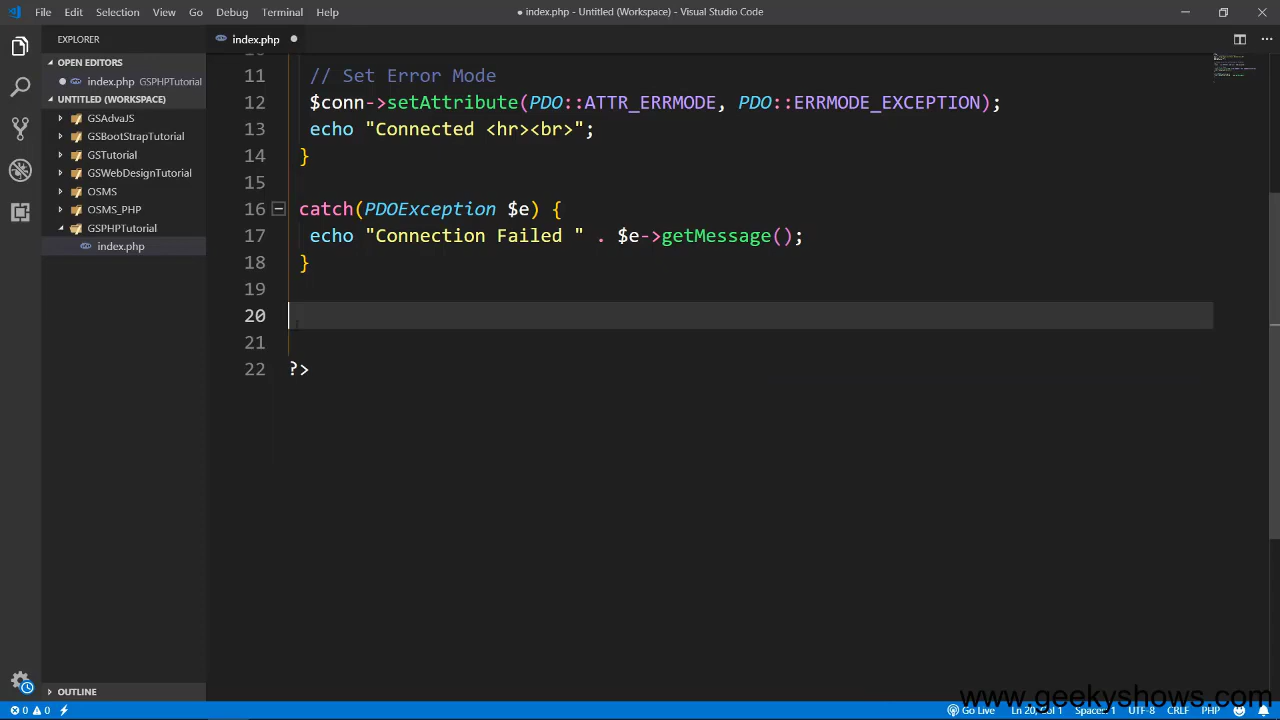 File Edit Selection View Go Debug Terminal Help
● index.php - Untitled (Workspace) - Visual Studio Code
EXPLORER
index.php
OPEN EDITORS
index.php GSPHPTutorial
UNTITLED (WORKSPACE)
GSAdvaJS
GSBootStrapTutorial
GSTutorial
GSWebDesignTutorial
OSMS
OSMS_PHP
GSPHPTutorial
index.php
OUTLINE
11 // Set Error Mode
12 $conn->setAttribute(PDO::ATTR_ERRMODE, PDO::ERRMODE_EXCEPTION);
13 echo "Connected <hr><br>";
14 }
15
16 catch(PDOException $e) {
17 echo "Connection Failed " . $e->getMessage();
18 }
19
20
21
22 ?>
www.geekyshows.com
0 0 Go Live Ln 20, Col 1 Spaces: 1 UTF-8 CRLF PHP